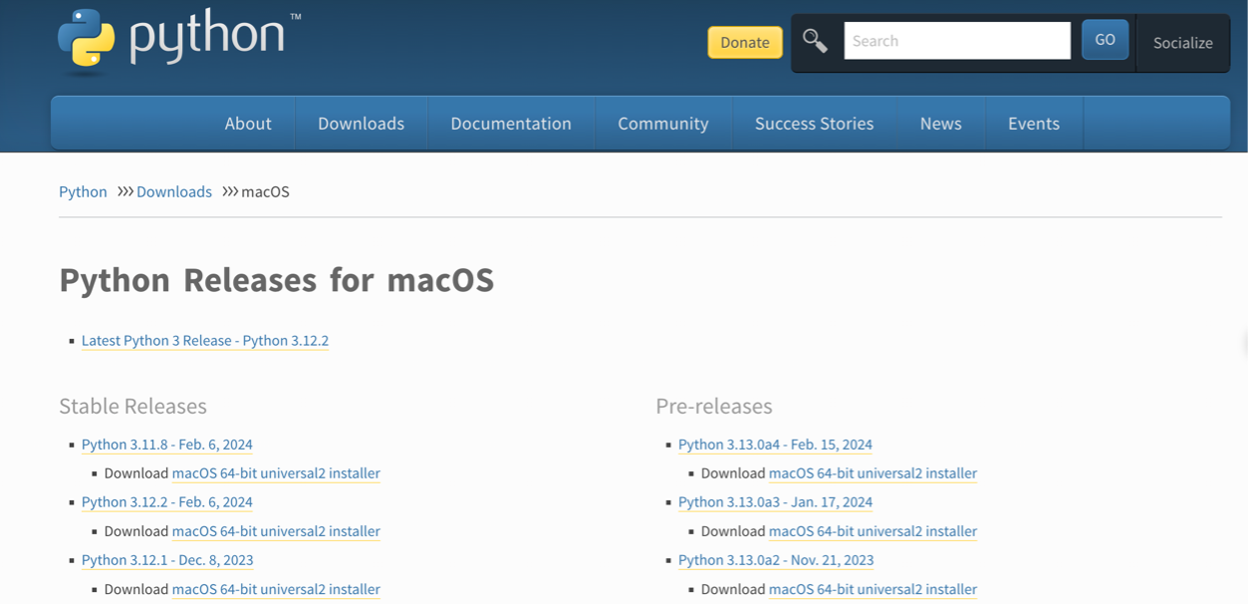 python™
Donate
Search
GO
Socialize
About
Downloads
Documentation
Community
Success Stories
News
Events
Python >>> Downloads >>> macOS
Python Releases for macOS
Latest Python 3 Release - Python 3.12.2
Stable Releases
Python 3.11.8 - Feb. 6, 2024
Download macOS 64-bit universal2 installer
Python 3.12.2 - Feb. 6, 2024
Download macOS 64-bit universal2 installer
Python 3.12.1 - Dec. 8, 2023
Download macOS 64-bit universal2 installer
Pre-releases
Python 3.13.0a4 - Feb. 15, 2024
Download macOS 64-bit universal2 installer
Python 3.13.0a3 - Jan. 17, 2024
Download macOS 64-bit universal2 installer
Python 3.13.0a2 - Nov. 21, 2023
Download macOS 64-bit universal2 installer